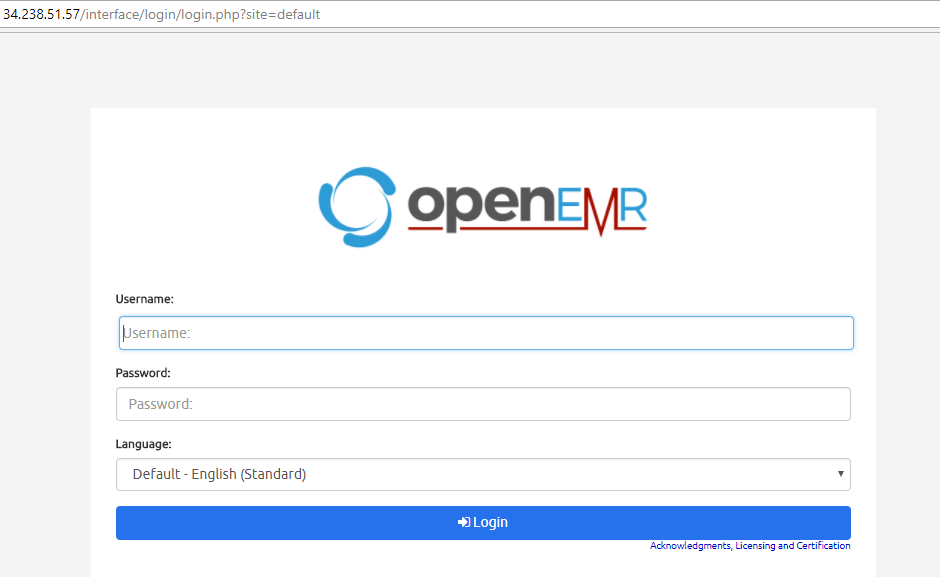 34.238.51.57/interface/login/login.php?site=default
openEMR
Username:
Username:
Password:
Password:
Language:
Default - English (Standard)
Login
Acknowledgments, Licensing and Certification